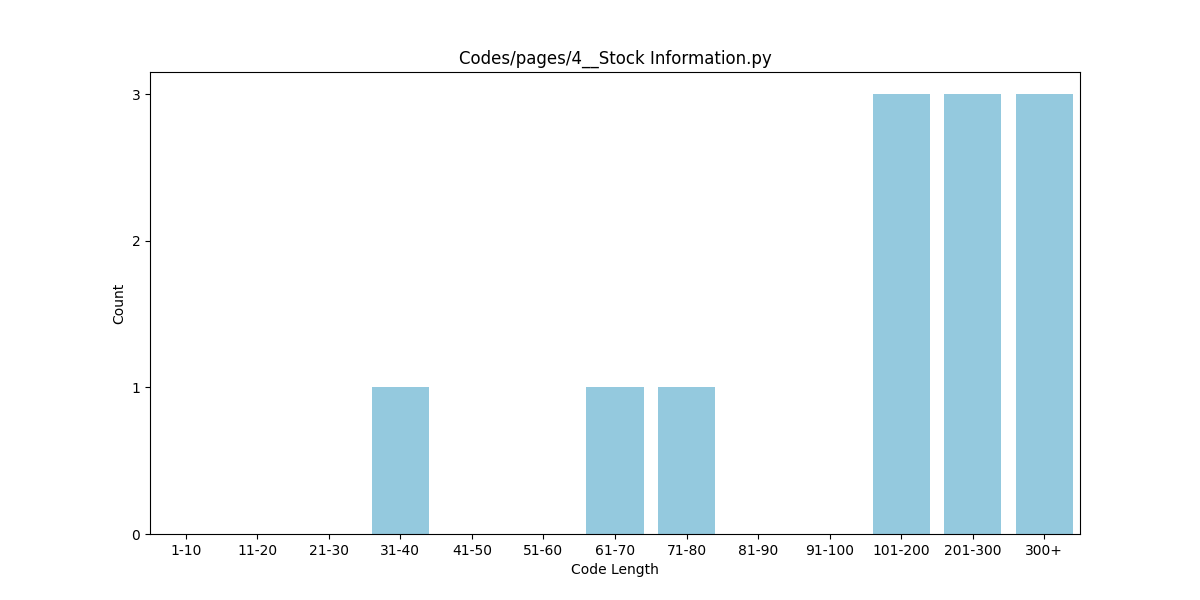 Codes/pages/4__Stock Information.py
Count
3
2
1
0
1-10 11-20 21-30 31-40 41-50 51-60 61-70 71-80 81-90 91-100 101-200 201-300 300+
Code Length